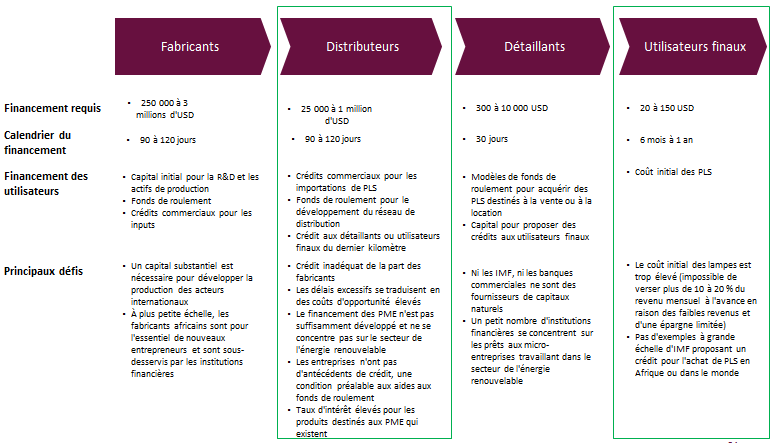 Fabricants
Distributeurs
Détaillants
Utilisateurs finaux
Financement requis
• 250 000 à 3
millions d'USD
• 25 000 à 1 million
d'USD
• 300 à 10 000 USD
• 20 à 150 USD
Calendrier du
financement
• 90 à 120 jours
• 90 à 120 jours
• 30 jours
• 6 mois à 1 an
Financement des
utilisateurs
• Capital initial pour la R&D et les
actifs de production
• Fonds de roulement
• Crédits commerciaux pour les
inputs
• Crédits commerciaux pour les
importations de PLS
• Fonds de roulement pour le
développement du réseau de
distribution
• Crédit aux détaillants ou utilisateurs
finaux du dernier kilomètre
• Modèles de fonds de
roulement pour acquérir des
PLS destinés à la vente ou à la
location
• Capital pour proposer des
crédits aux utilisateurs finaux
• Coût initial des PLS
Principaux défis
• Un capital substantiel est
nécessaire pour développer la
production des acteurs
internationaux
• À plus petite échelle, les
fabricants africains sont pour
l'essentiel de nouveaux
entrepreneurs et sont sous-
desservis par les institutions
financières
• Crédit inadéquat de la part des
fabricants
• Les délais excessifs se traduisent en
des coûts d'opportunité élevés
• Le financement des PME n'est pas
suffisamment développé et ne se
concentre pas sur le secteur de
l'énergie renouvelable
• Les entreprises n'ont pas
d'antécédents de crédit, une
condition préalable aux aides aux
fonds de roulement
• Taux d'intérêt élevés pour les
produits destinés aux PME qui
existent
• Ni les IMF, ni les banques
commerciales ne sont des
fournisseurs de capitaux
naturels
• Un petit nombre d'institutions
financières se concentrent sur
les prêts aux micro-
entreprises travaillant dans le
secteur de l'énergie
renouvelable
• Le coût initial des lampes est
trop élevé (impossible de
verser plus de 10 à 20 % du
revenu mensuel à l'avance en
raison des faibles revenus et
d'une épargne limitée)
• Pas d'exemples à grande
échelle d'IMF proposant un
crédit pour l'achat de PLS en
Afrique ou dans le monde